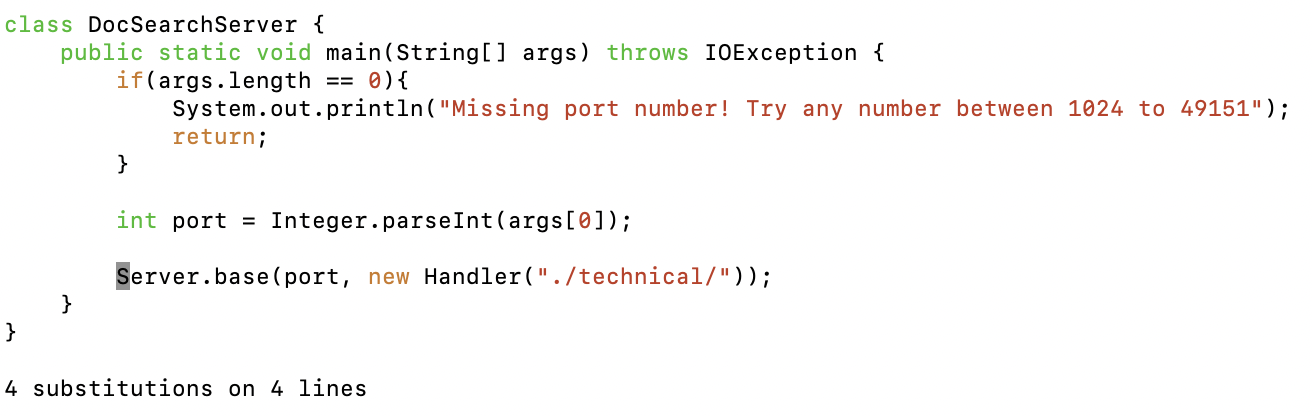 class DocSearchServer {
    public static void main(String[] args) throws IOException {
        if(args.length == 0){
            System.out.println("Missing port number! Try any number between 1024 to 49151");
            return;
        }

        int port = Integer.parseInt(args[0]);

        Server.base(port, new Handler("./technical/"));
    }
}

4 substitutions on 4 lines